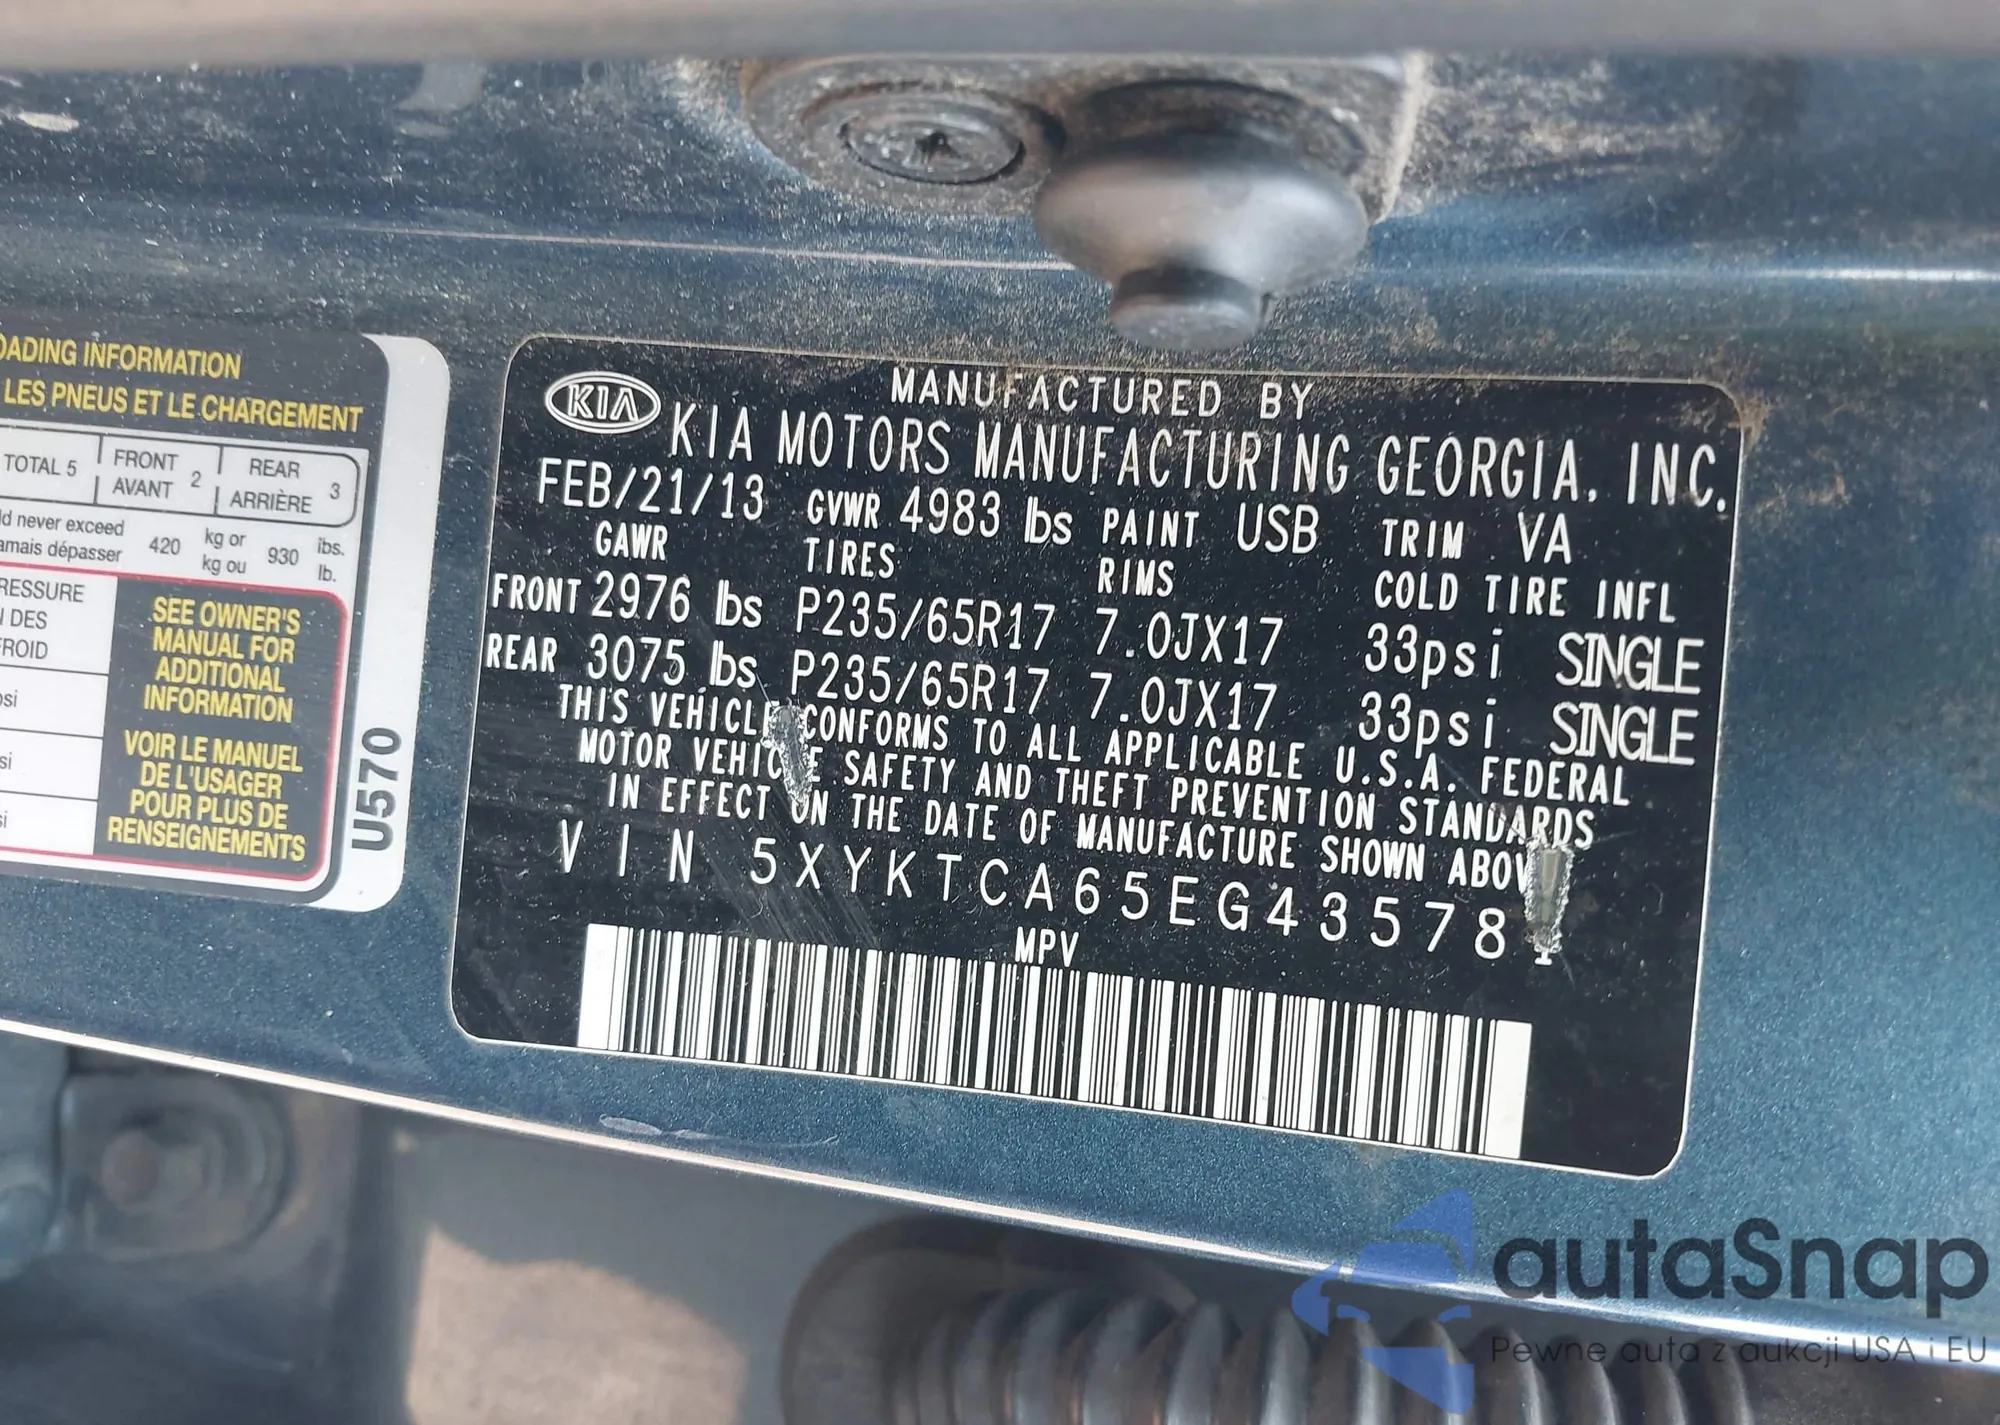 OADING INFORMATION
LES PNEUS ET LE CHARGEMENT
TOTAL 5 FRONT AVANT 2 REAR ARRIÈRE 3
ld never exceed
amais dépasser 420 kg or kg ou 930 lbs. lb.
RESSURE
DES
FROID
SEE OWNER'S
MANUAL FOR
ADDITIONAL
INFORMATION
VOIR LE MANUEL
DE L'USAGER
POUR PLUS DE
RENSEIGNEMENTS
U570
KIA
MANUFACTURED BY
KIA MOTORS MANUFACTURING GEORGIA, INC.
FEB/21/13 GVWR 4983 lbs PAINT USB TRIM VA
GAWR TIRES RIMS COLD TIRE INFL
FRONT 2976 lbs P235/65R17 7.0JX17 33psi SINGLE
REAR 3075 lbs P235/65R17 7.0JX17 33psi SINGLE
THIS VEHICLE CONFORMS TO ALL APPLICABLE U.S.A. FEDERAL
MOTOR VEHICLE SAFETY AND THEFT PREVENTION STANDARDS
IN EFFECT ON THE DATE OF MANUFACTURE SHOWN ABOV
VIN 5XYKTCA65EG43578
MPV
autaSnap
Pewne auta z aukcji USA i EU